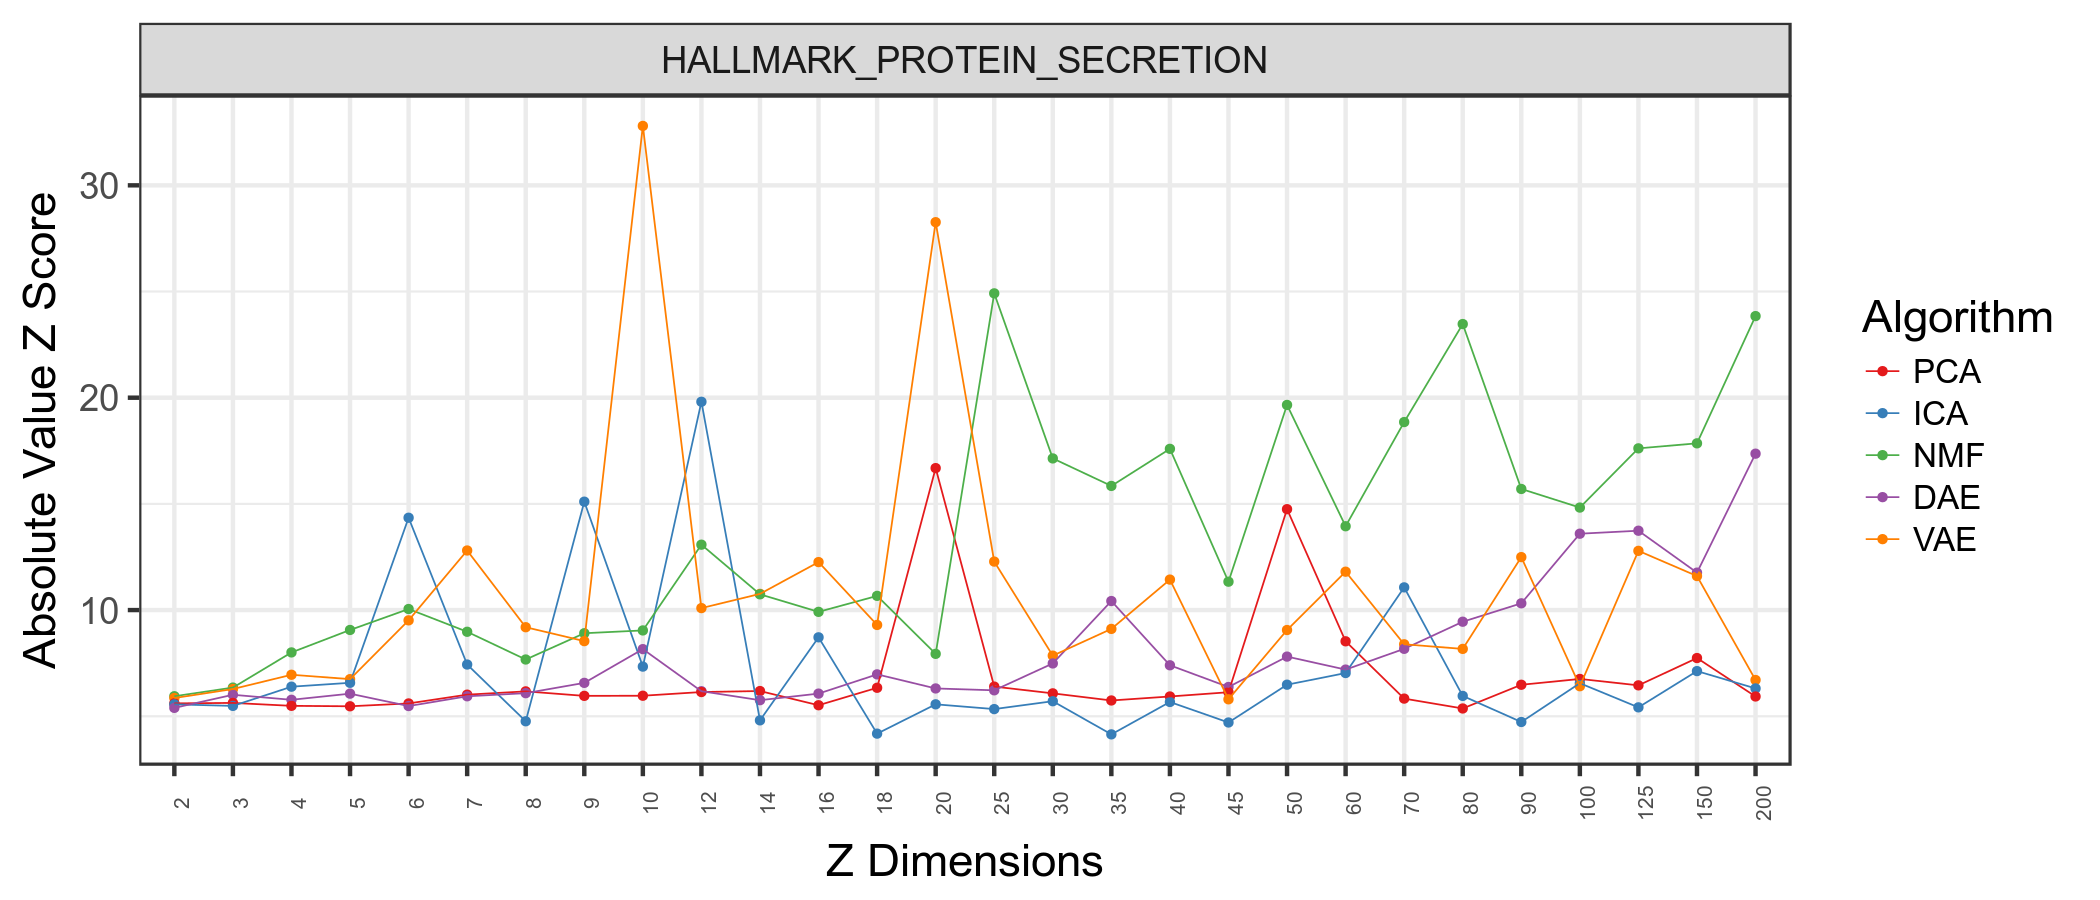 HALLMARK_PROTEIN_SECRETION
Absolute Value Z Score
30
20
10
2 3 4 5 6 7 8 9 10 12 14 16 18 20 25 30 35 40 45 50 60 70 80 90 100 125 150 200
Z Dimensions
Algorithm
PCA
ICA
NMF
DAE
VAE